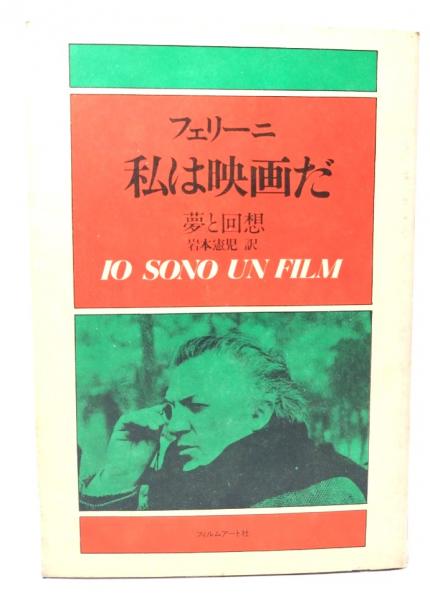 フェリーニ
私は映画だ
夢と回想
岩本憲児 訳
IO SONO UN FILM
フィルムアート社